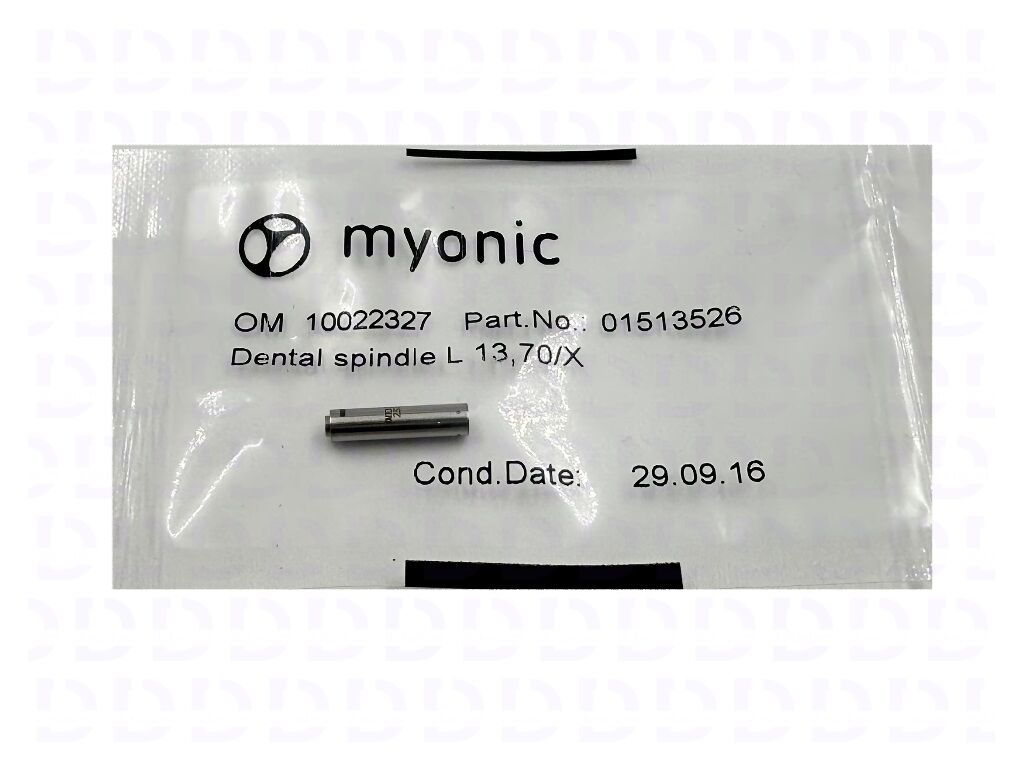 myonic
OM 10022327 Part.No.: 01513526
Dental spindle L 13,70/X
Cond.Date: 29.09.16